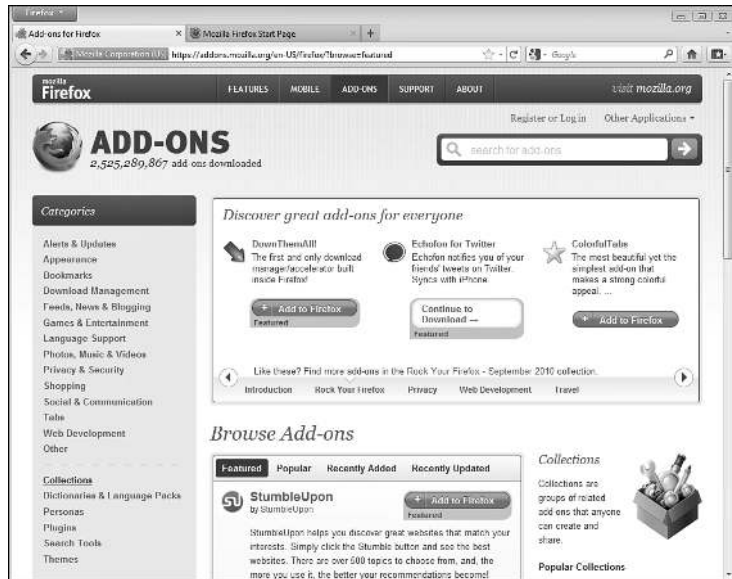 Firefox
Add-ons for Firefox
Mozilla Firefox Start Page
Mozilla Corporation (US)
https://addons.mozilla.org/en-US/firefox/?browse=featured
Google
mozilla
Firefox
FEATURES
MOBILE
ADD-ONS
SUPPORT
ABOUT
visit mozilla.org
Register or Log in
Other Applications
ADD-ONS
2,525,289,867 add-ons downloaded
search for add-ons
Categories
Alerts & Updates
Appearance
Bookmarks
Download Management
Feeds, News & Blogging
Games & Entertainment
Language Support
Photos, Music & Videos
Privacy & Security
Shopping
Social & Communication
Tabs
Web Development
Other
Collections
Dictionaries & Language Packs
Personas
Plugins
Search Tools
Themes
Discover great add-ons for everyone
DownThemAll!
The first and only download
manager/accelerator built
inside Firefox!
+ Add to Firefox
Featured
Echofon for Twitter
Echofon notifies you of your
friends' tweets on Twitter.
Syncs with iPhone.
Continue to
Download →
Featured
ColorfulTabs
The most beautiful yet the
simplest add-on that
makes a strong colorful
appeal. ...
+ Add to Firefox
Like these? Find more add-ons in the Rock Your Firefox - September 2010 collection.
Introduction
Rock Your Firefox
Privacy
Web Development
Travel
Browse Add-ons
Featured
Popular
Recently Added
Recently Updated
StumbleUpon
by StumbleUpon
+ Add to Firefox
Featured
StumbleUpon helps you discover great websites that match your
interests. Simply click the Stumble button and see the best
websites. There are over 500 topics to choose from, and, the
more you use it, the better your recommendations become!
Collections
Collections are
groups of related
add-ons that anyone
can create and
share.
Popular Collections